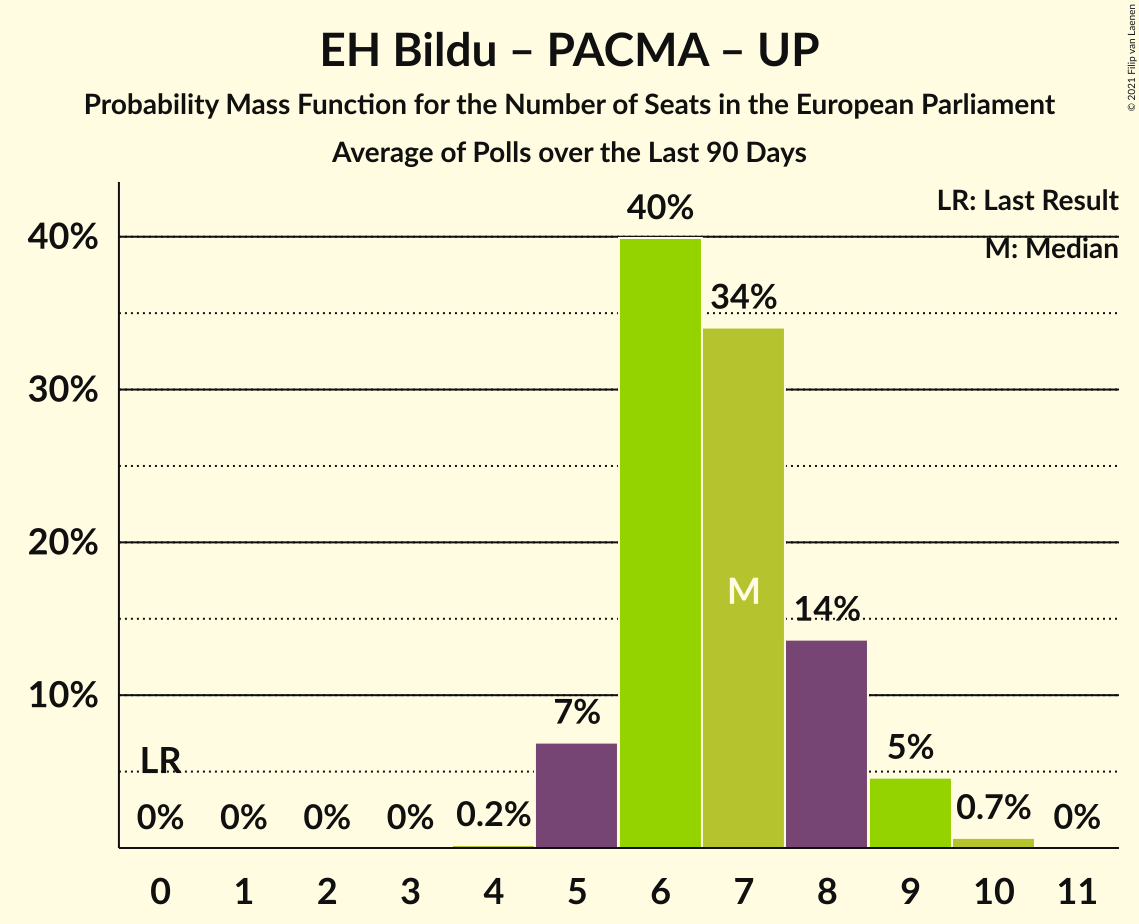 EH Bildu – PACMA – UP
Probability Mass Function for the Number of Seats in the European Parliament
Average of Polls over the Last 90 Days
© 2021 Filip van Laenen
LR: Last Result
M: Median
40%
30%
20%
10%
LR
0%
0%
0%
0%
0.2%
7%
40%
34%
M
14%
5%
0.7%
0%
0 1 2 3 4 5 6 7 8 9 10 11